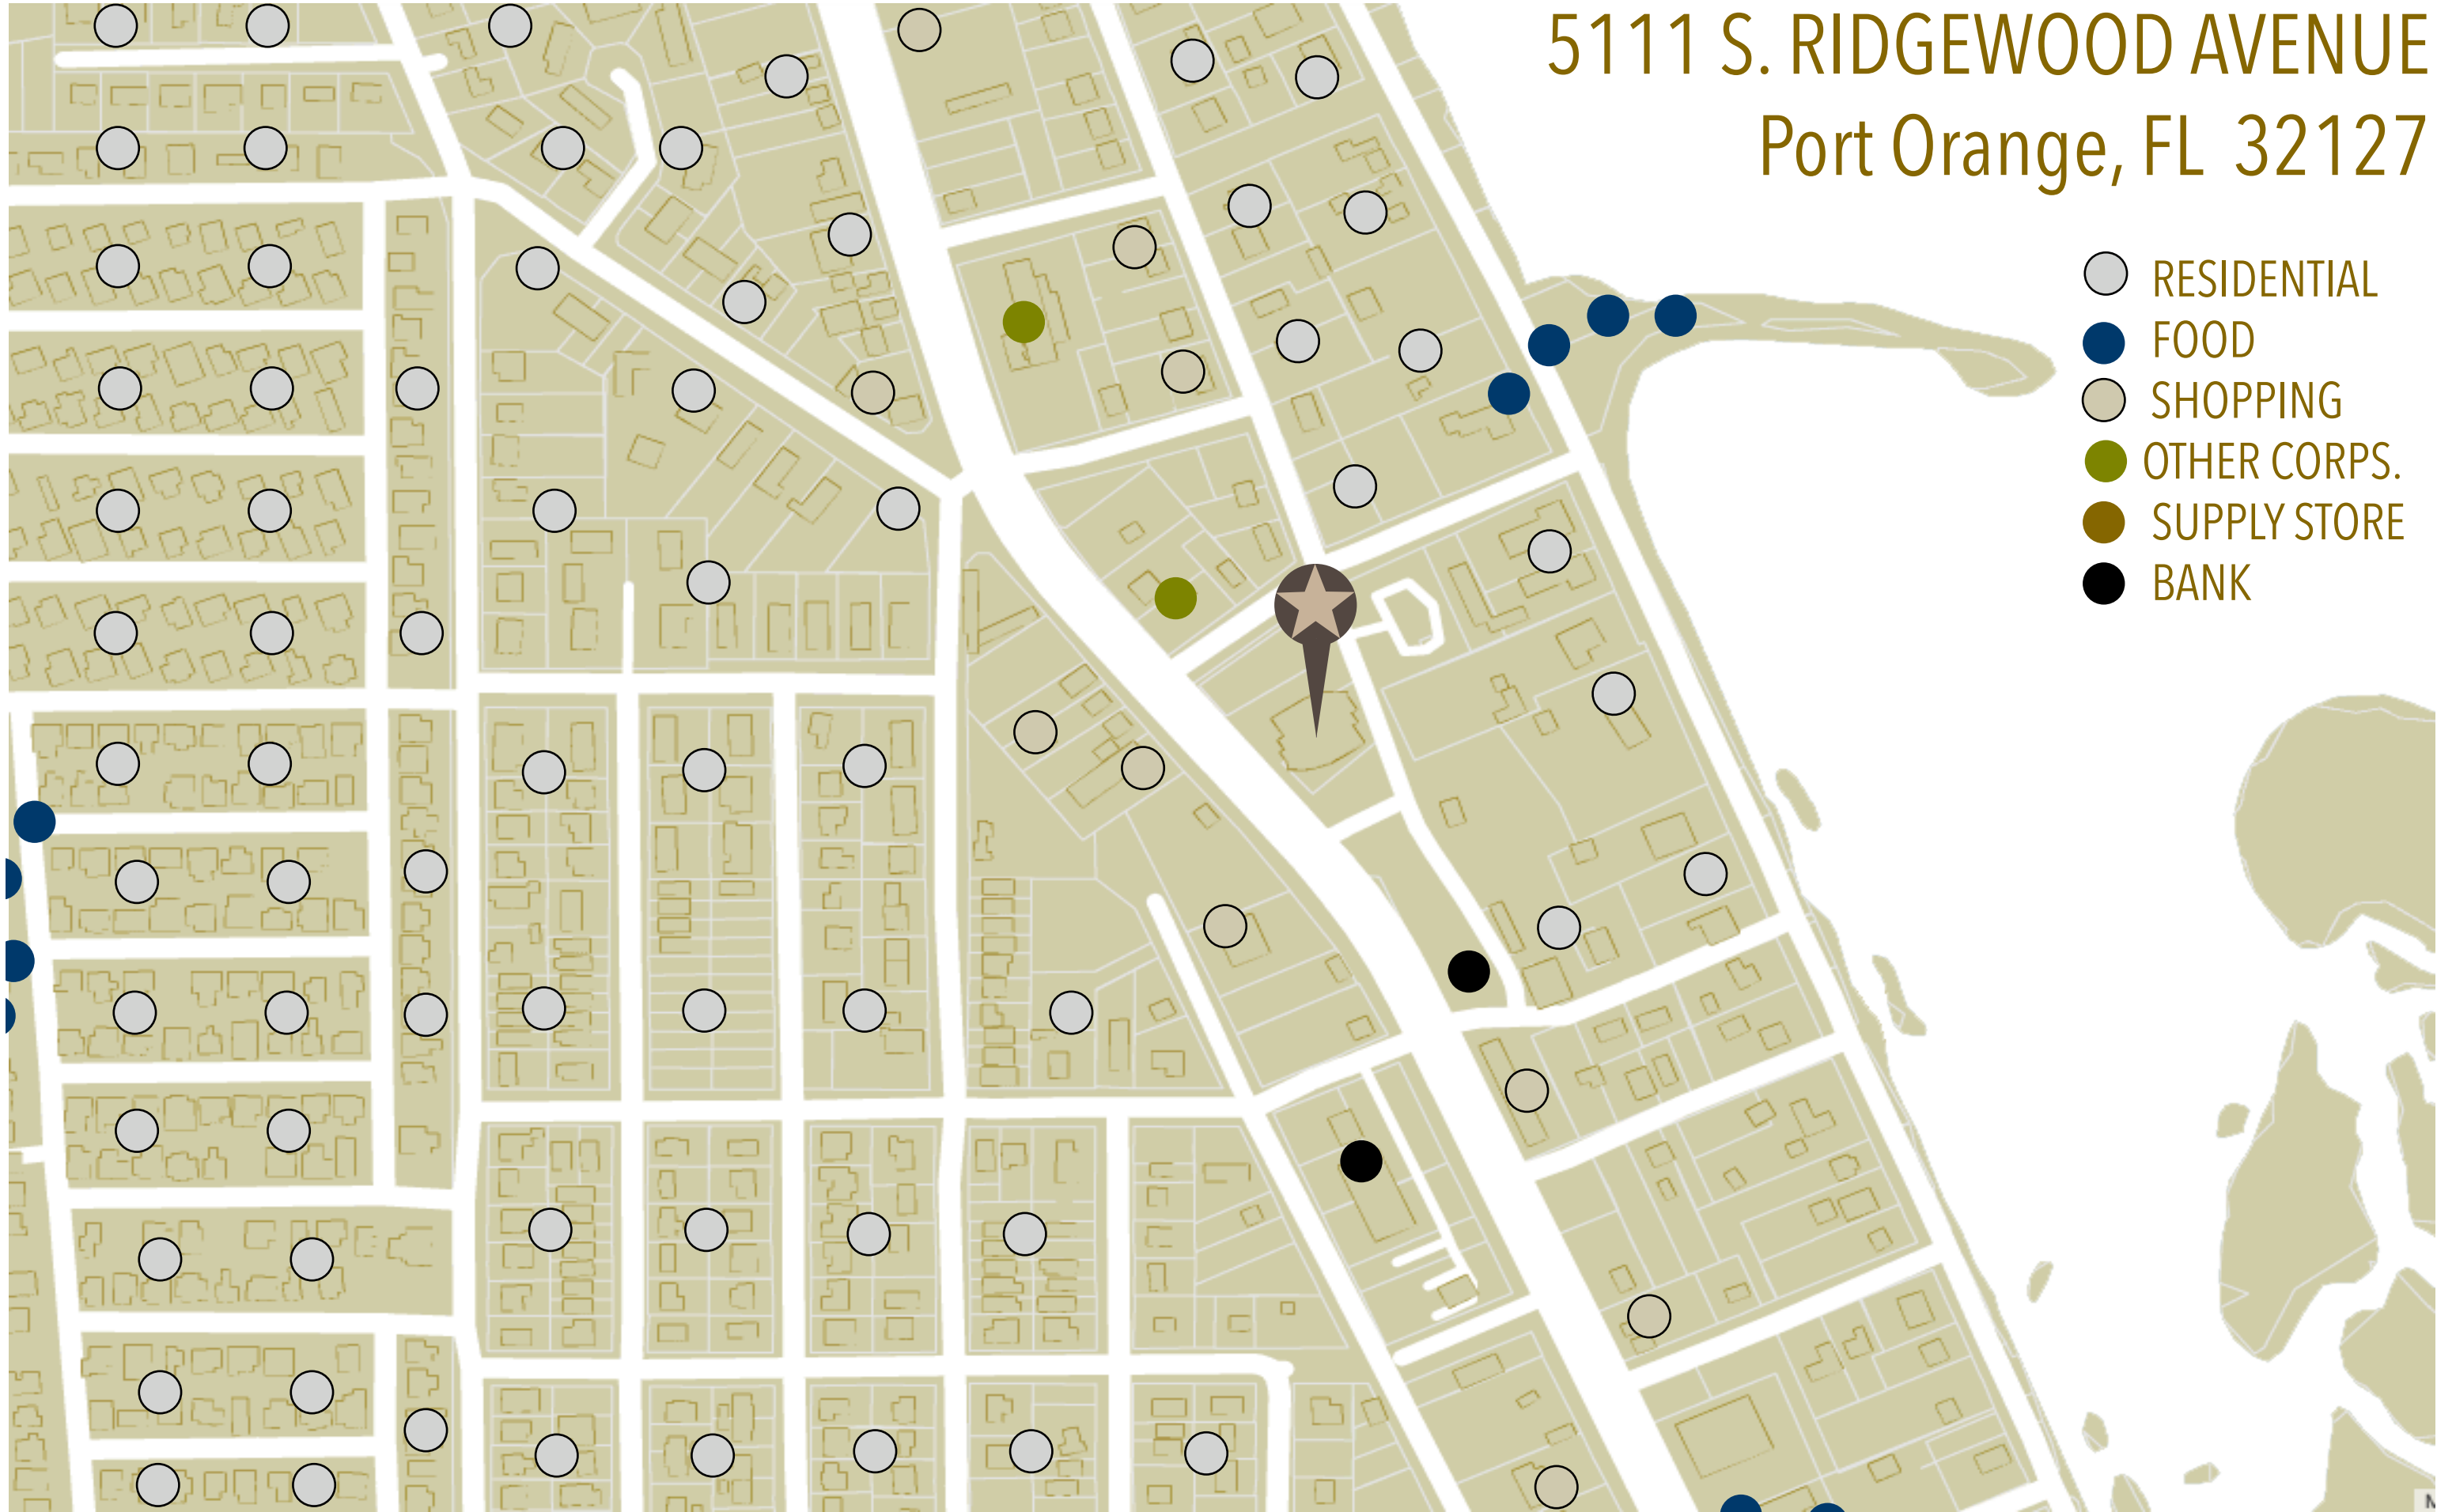 5111 S. RIDGEWOOD AVENUE
Port Orange, FL 32127
RESIDENTIAL
FOOD
SHOPPING
OTHER CORPS.
SUPPLY STORE
BANK